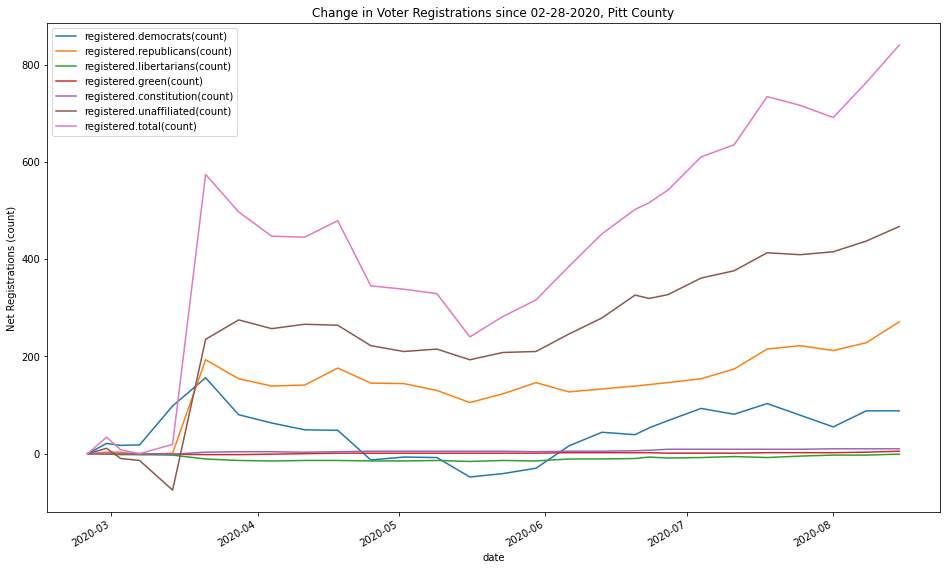 Change in Voter Registrations since 02-28-2020, Pitt County
registered.democrats(count)
registered.republicans(count)
registered.libertarians(count)
registered.green(count)
registered.constitution(count)
registered.unaffiliated(count)
registered.total(count)
Net Registrations (count)
800
600
400
200
0
2020-03
2020-04
2020-05
2020-06
2020-07
2020-08
date